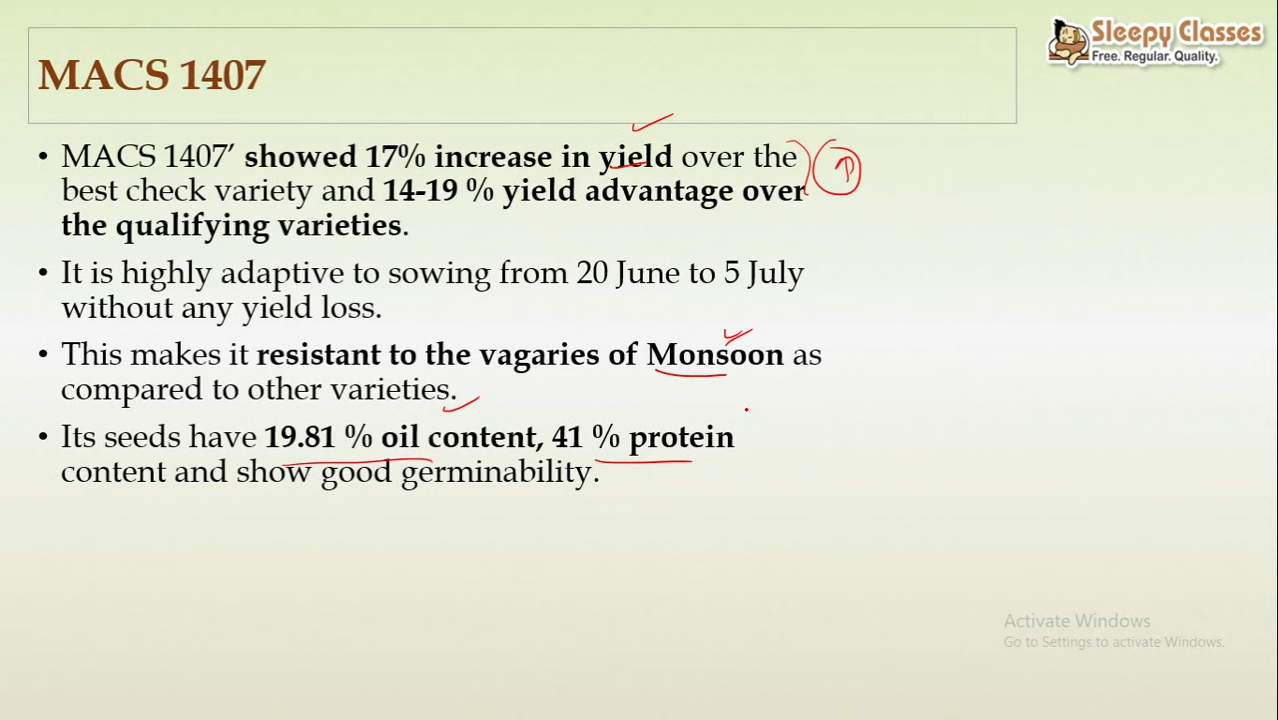 Sleepy Classes
Free. Regular. Quality.
MACS 1407
• MACS 1407’ showed 17% increase in yield over the
best check variety and 14-19 % yield advantage over
the qualifying varieties.
• It is highly adaptive to sowing from 20 June to 5 July
without any yield loss.
• This makes it resistant to the vagaries of Monsoon as
compared to other varieties.
• Its seeds have 19.81 % oil content, 41 % protein
content and show good germinability.
Activate Windows
Go to Settings to activate Windows.